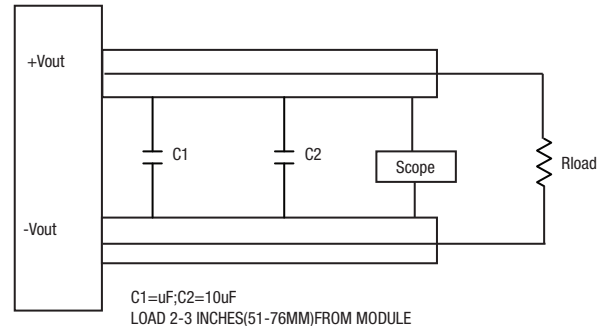 +Vout
C1
C2
Scope
Rload
-Vout
C1=uF;C2=10uF
LOAD 2-3 INCHES(51-76MM)FROM MODULE